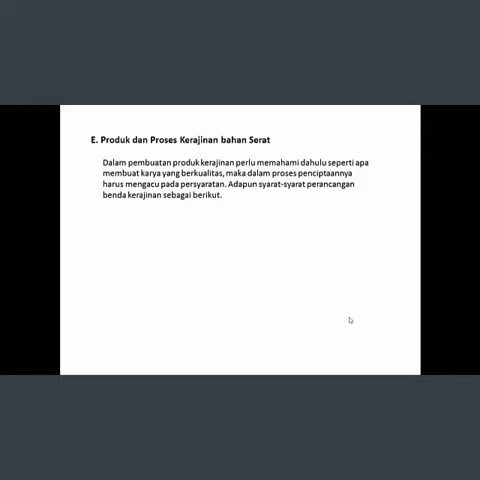 E. Produk dan Proses Kerajinan bahan Serat
Dalam pembuatan produk kerajinan perlu memahami dahulu seperti apa
membuat karya yang berkualitas, maka dalam proses penciptaannya
harus mengacu pada persyaratan. Adapun syarat-syarat perancangan
benda kerajinan sebagai berikut.